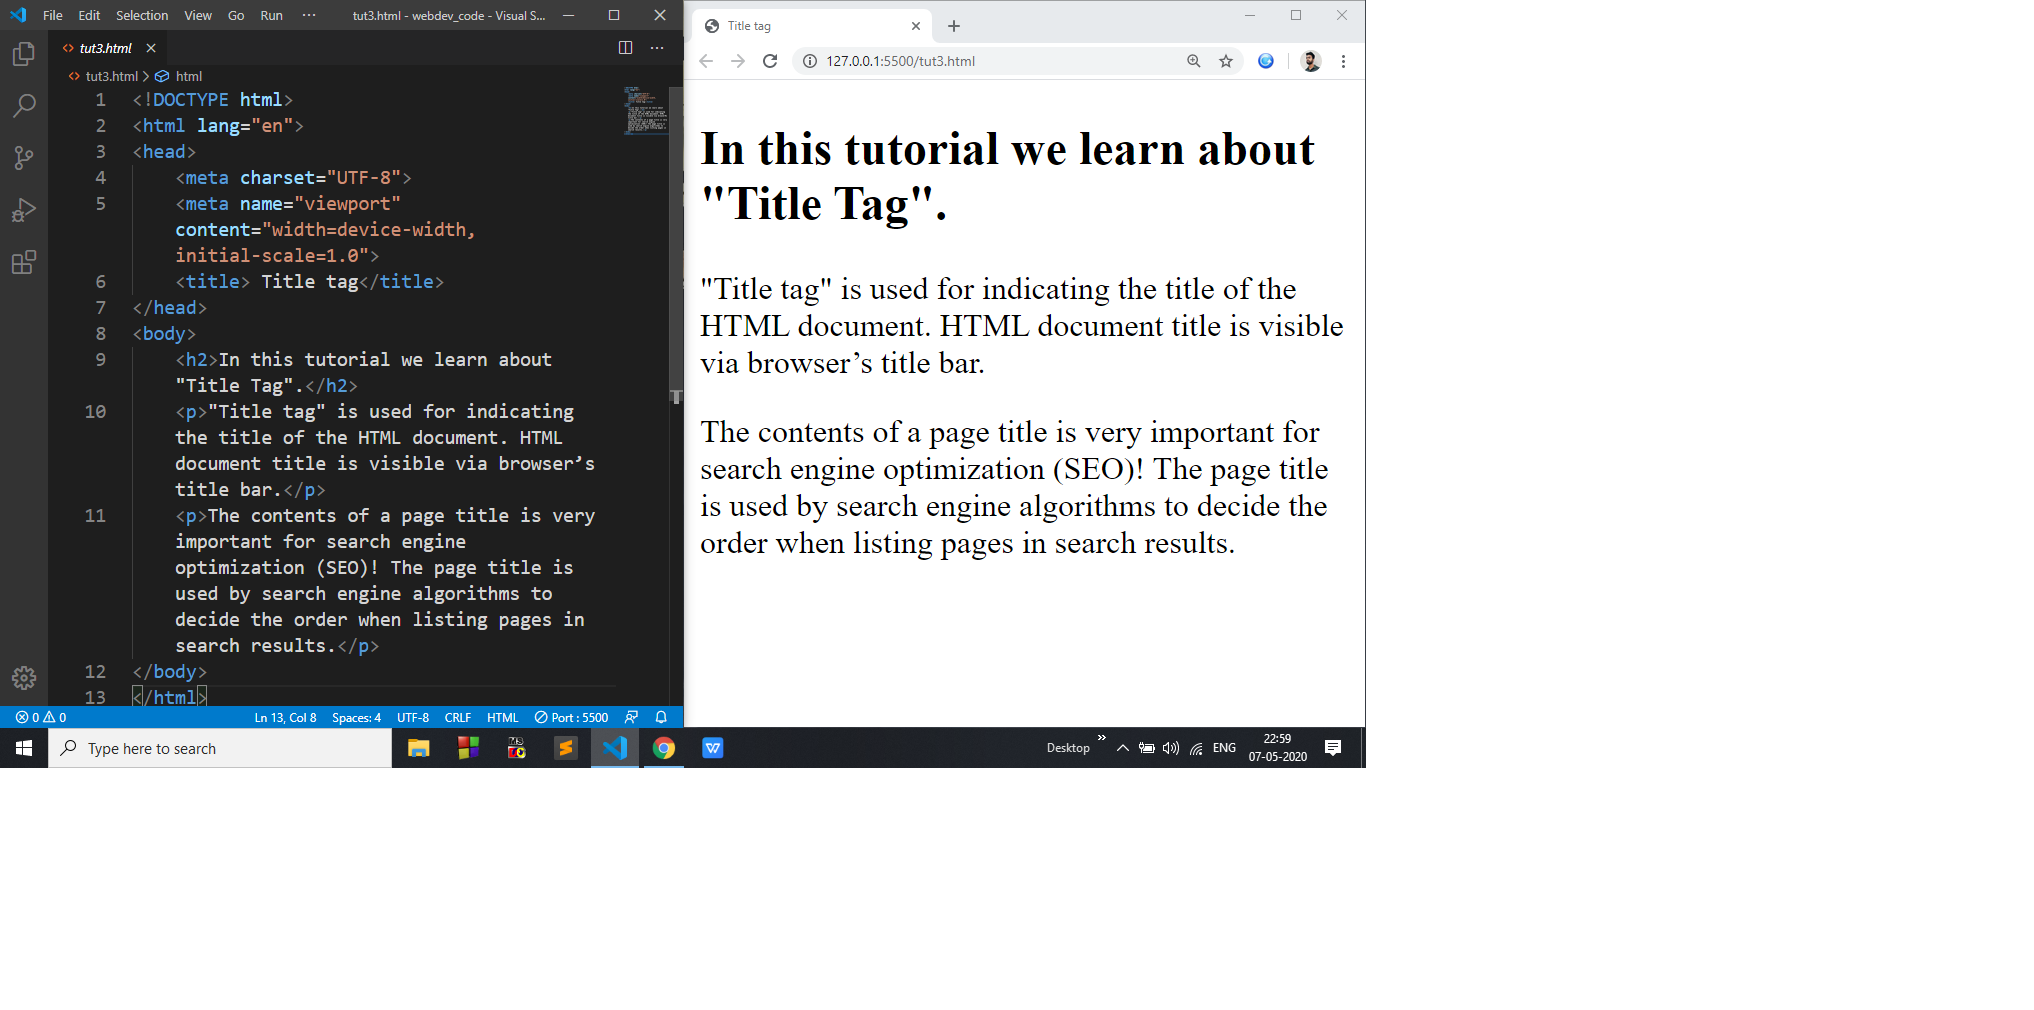 File Edit Selection View Go Run ··· tut3.html - webdev_code - Visual S...
tut3.html
tut3.html > html
1 <!DOCTYPE html>
2 <html lang="en">
3 <head>
4 <meta charset="UTF-8">
5 <meta name="viewport"
content="width=device-width,
initial-scale=1.0">
6 <title> Title tag</title>
7 </head>
8 <body>
9 <h2>In this tutorial we learn about
"Title Tag".</h2>
10 <p>"Title tag" is used for indicating
the title of the HTML document. HTML
document title is visible via browser’s
title bar.</p>
11 <p>The contents of a page title is very
important for search engine
optimization (SEO)! The page title is
used by search engine algorithms to
decide the order when listing pages in
search results.</p>
12 </body>
13 </html>
0 0 Ln 13, Col 8 Spaces: 4 UTF-8 CRLF HTML Port : 5500
Title tag
127.0.0.1:5500/tut3.html
In this tutorial we learn about
"Title Tag".
"Title tag" is used for indicating the title of the
HTML document. HTML document title is visible
via browser’s title bar.
The contents of a page title is very important for
search engine optimization (SEO)! The page title
is used by search engine algorithms to decide the
order when listing pages in search results.
Type here to search
Desktop
ENG
22:59
07-05-2020